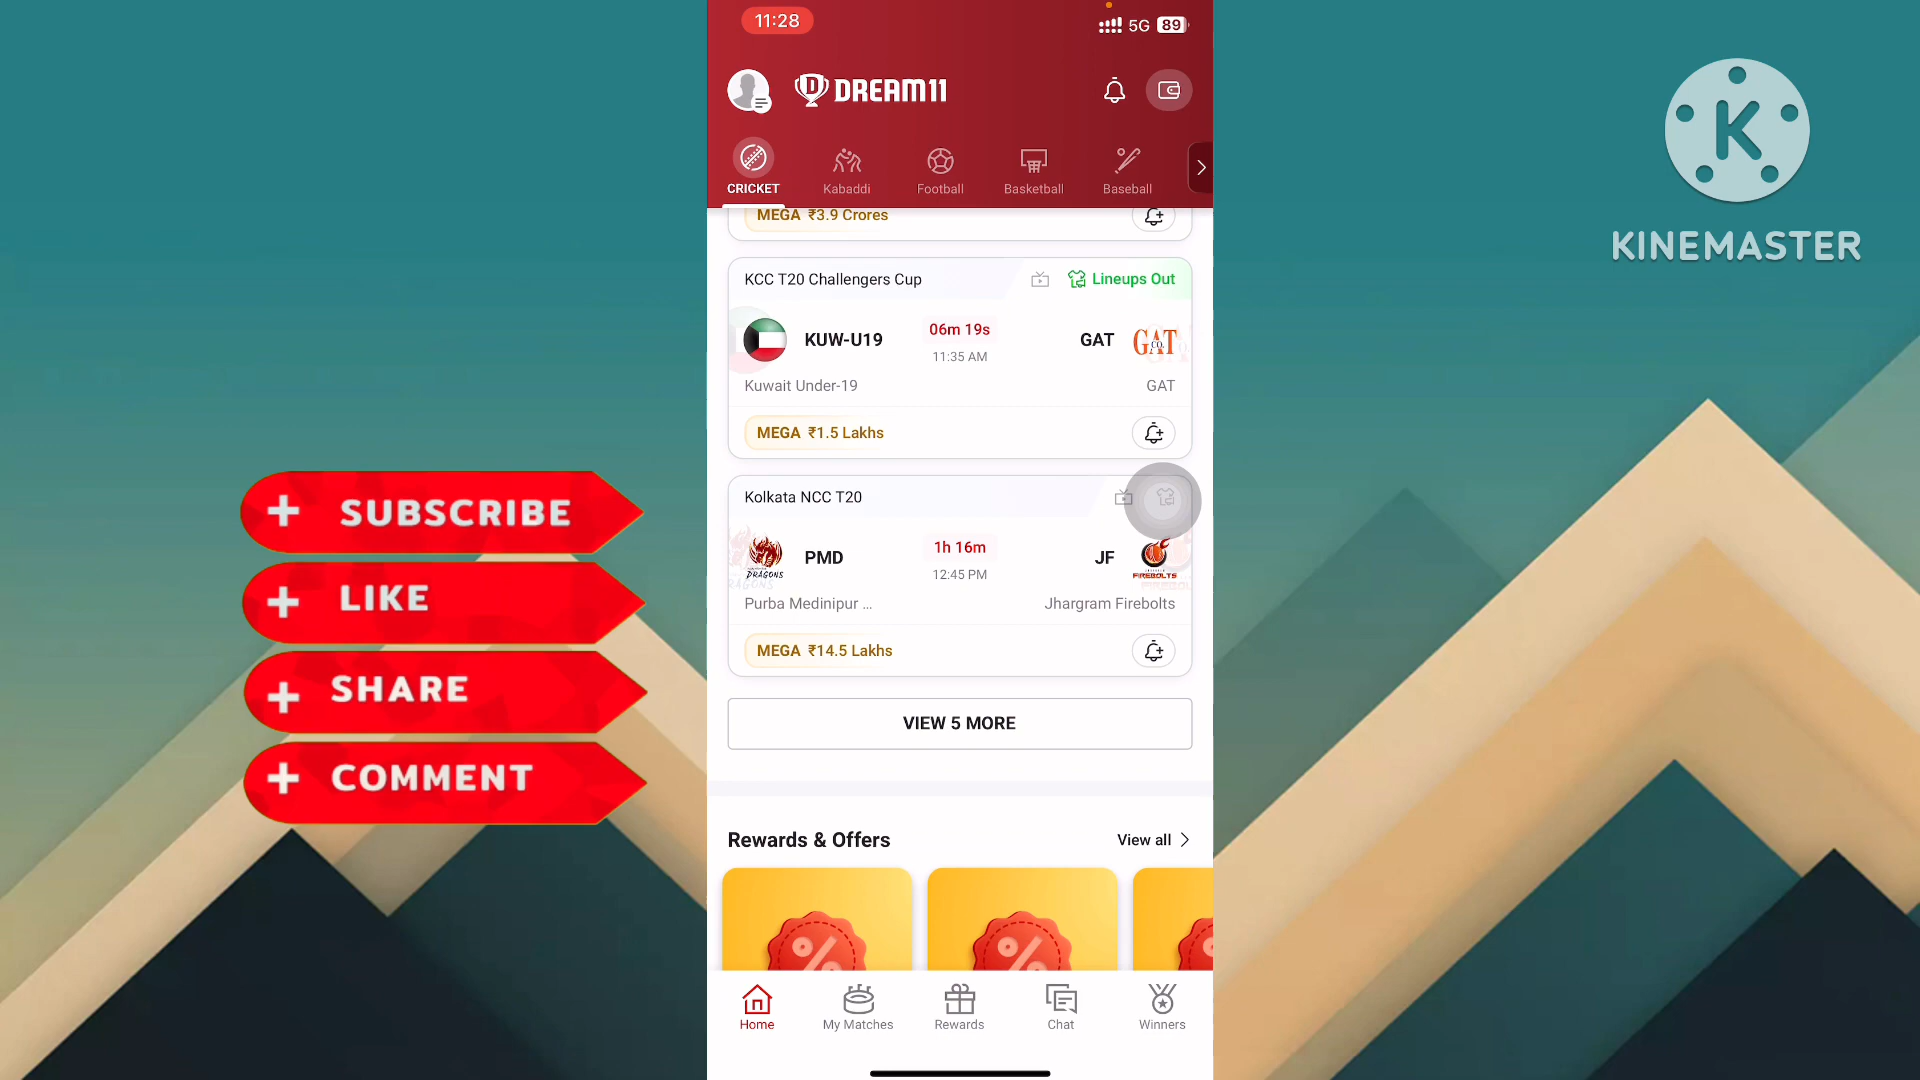 11:28
5G 89
DREAM11
CRICKET Kabaddi Football Basketball Baseball
MEGA ₹3.9 Crores
KCC T20 Challengers Cup Lineups Out
KUW-U19 06m 19s GAT GAT CO.
11:35 AM
Kuwait Under-19 GAT
MEGA ₹1.5 Lakhs
Kolkata NCC T20
DRAGONS PMD 1h 16m JF FIREBOLTS
12:45 PM
Purba Medinipur ... Jhargram Firebolts
MEGA ₹14.5 Lakhs
VIEW 5 MORE
Rewards & Offers View all
% % %
Home My Matches Rewards Chat Winners
+ SUBSCRIBE
+ LIKE
+ SHARE
+ COMMENT
K
KINEMASTER